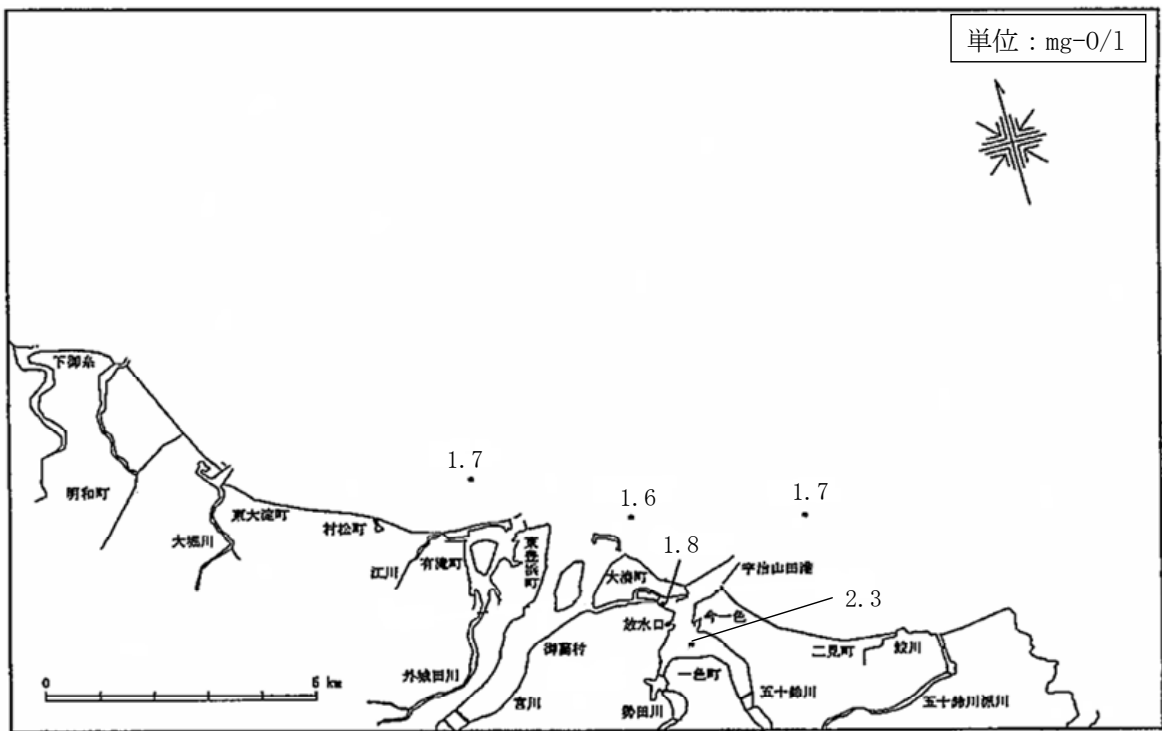 単位：mg-O/l
下御糸
明和町
1.7
1.6
1.7
東大淀町
村松町
大堀川
江川
有滝町
東豊浜町
大湊町
1.8
宇治山田港
放水口
今一色
2.3
御薗村
二見町
鮫川
外城田川
宮川
一色町
勢田川
五十鈴川
五十鈴川派川
0 5 km